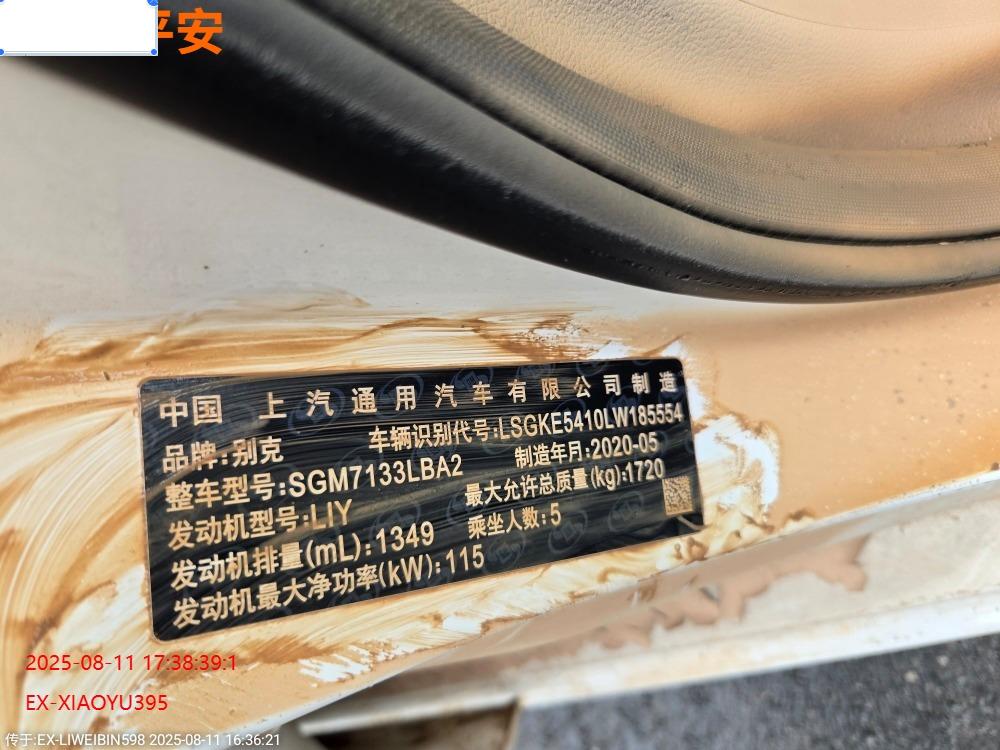 平安
中国 上汽通用汽车有限公司制造
品牌:别克 车辆识别代号:LSGKE5410LW185554
整车型号:SGM7133LBA2 制造年月:2020-05
发动机型号:LIY 最大允许总质量(kg):1720
发动机排量(mL):1349 乘坐人数:5
发动机最大净功率(kW):115
2025-08-11 17:38:39:1
EX-XIAOYU395
传于:EX-LIWEIBIN598 2025-08-11 16:36:21